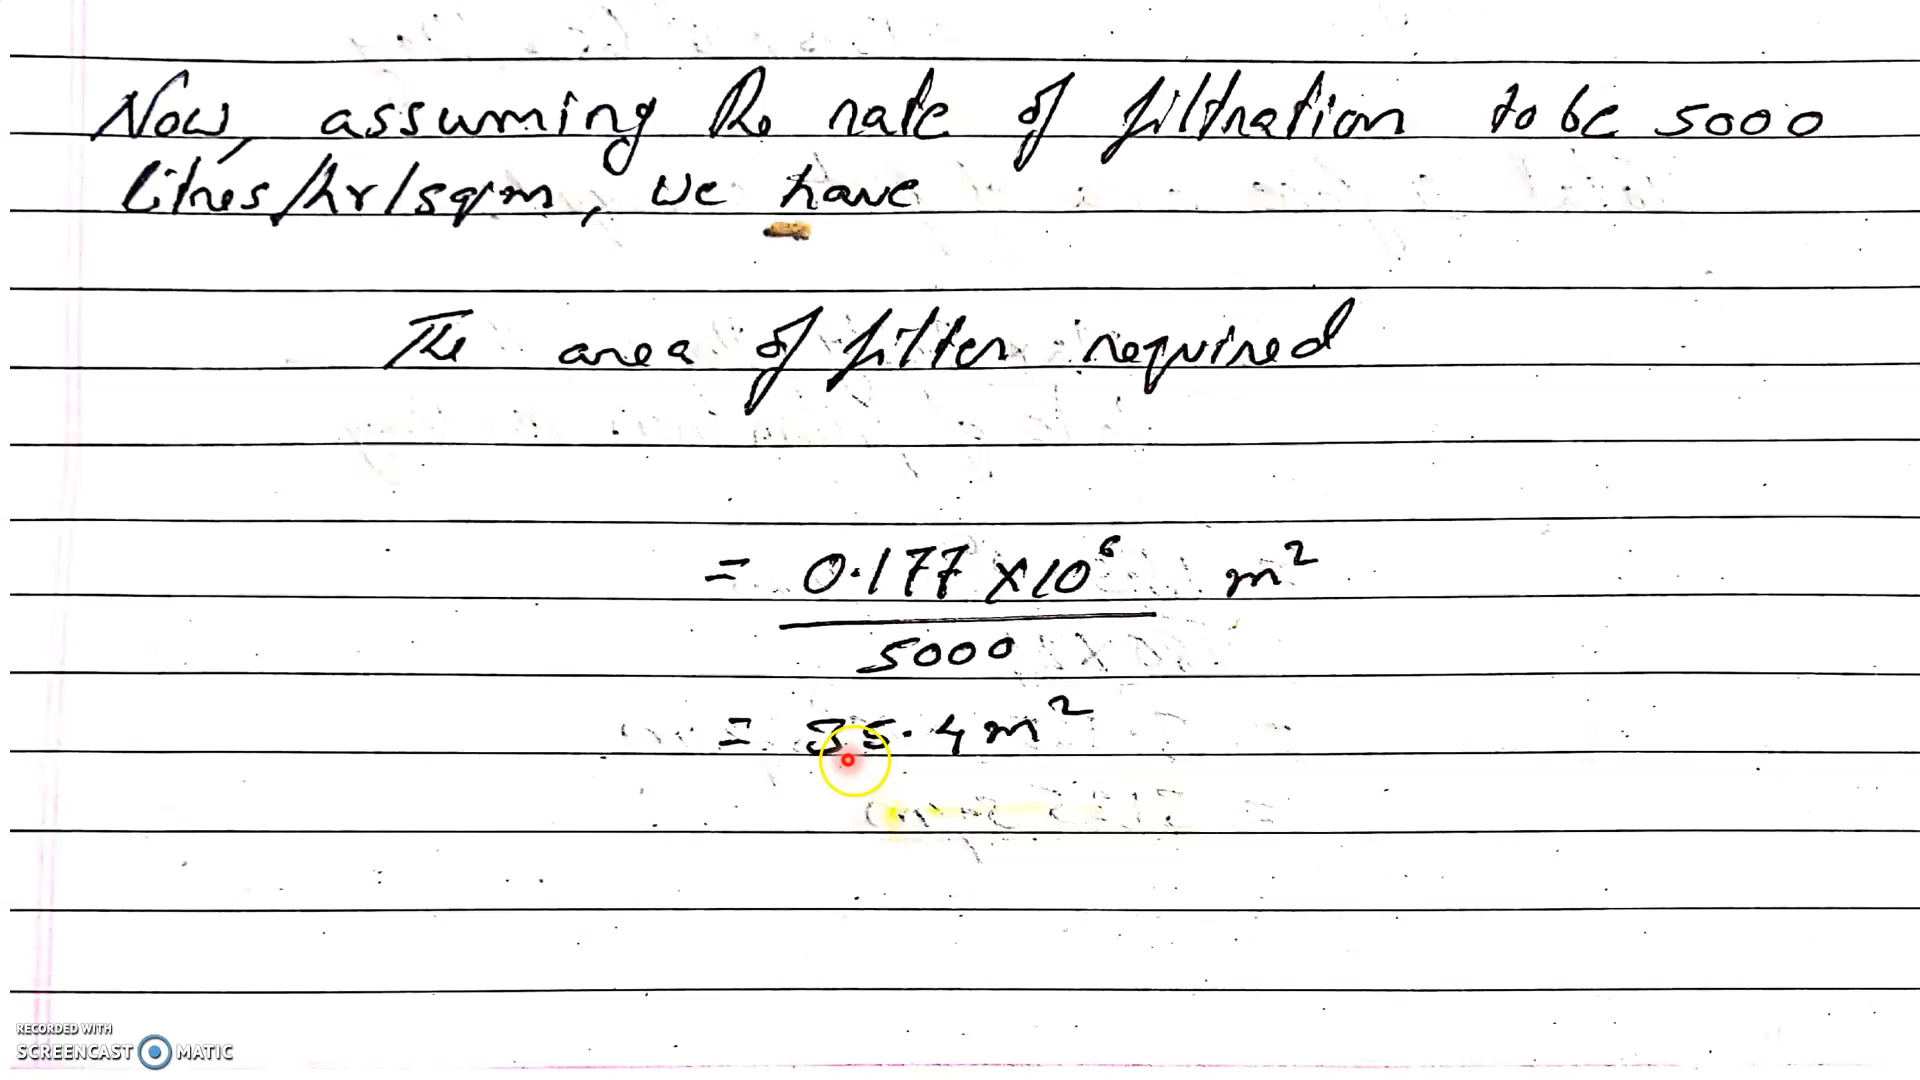 Now, assuming the rate of filtration to be 5000
litres/hr/sqm, we have
The area of filter required
= 0.177 x 10⁶ m²
5000
= 35.4 m²
RECORDED WITH
SCREENCAST MATIC